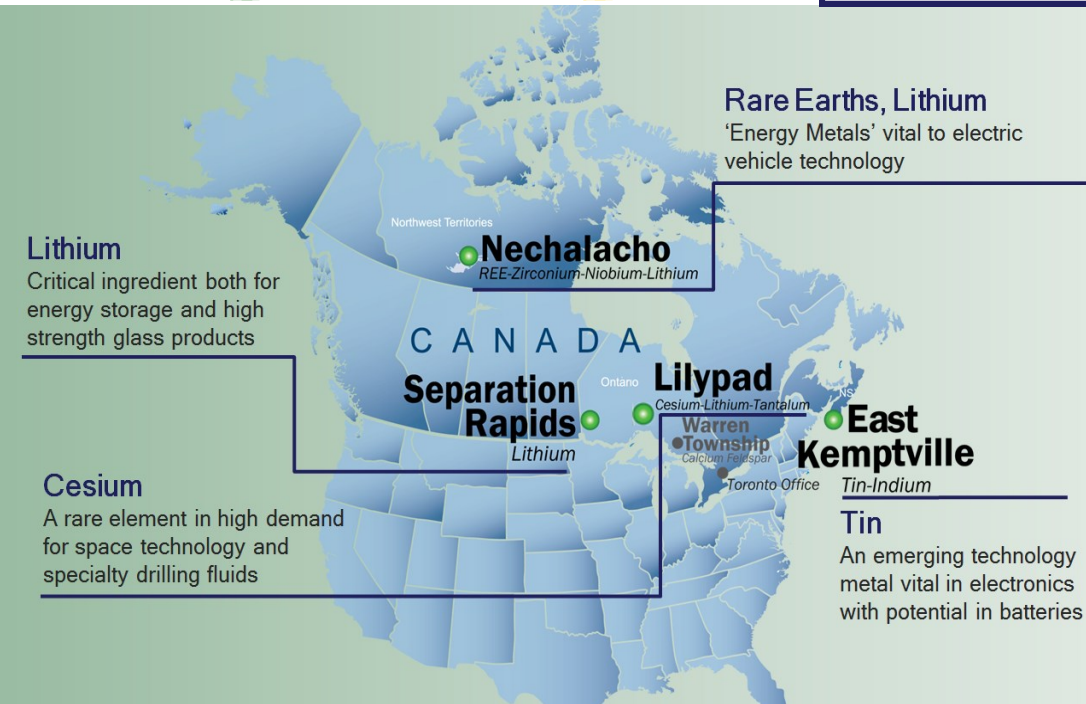 Rare Earths, Lithium
'Energy Metals' vital to electric
vehicle technology
Northwest Territories
Nechalacho
REE-Zirconium-Niobium-Lithium
Lithium
Critical ingredient both for
energy storage and high
strength glass products
CANADA
Separation
Rapids
Lithium
Ontario
Lilypad
Cesium-Lithium-Tantalum
Warren
Township
Calcium Feldspar
Toronto Office
NS
East
Kemptville
Tin-Indium
Cesium
A rare element in high demand
for space technology and
specialty drilling fluids
Tin
An emerging technology
metal vital in electronics
with potential in batteries